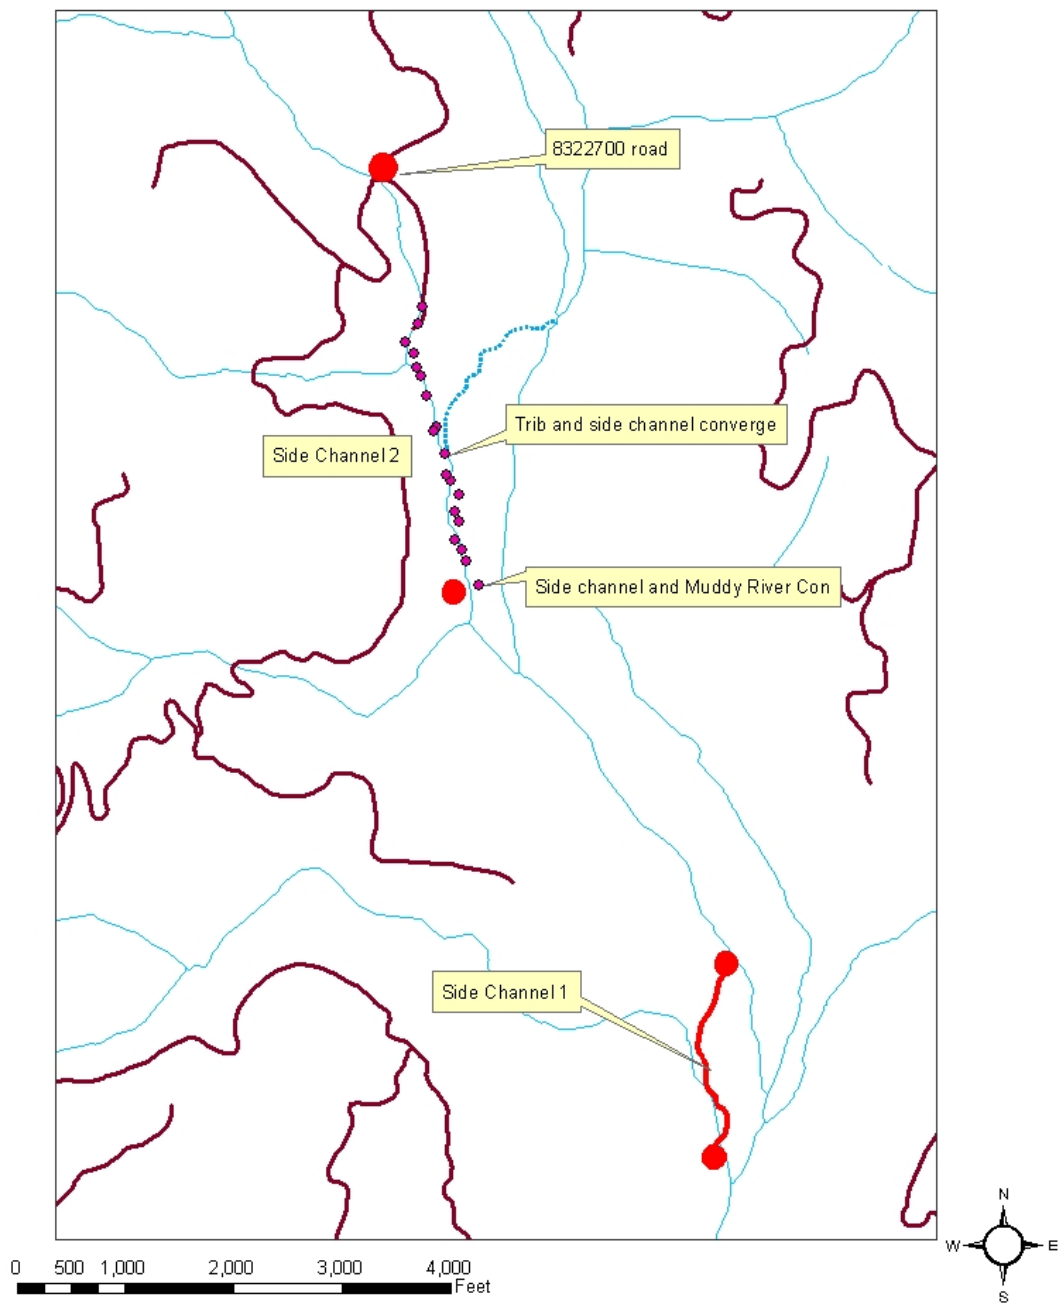 8322700 road
Trib and side channel converge
Side Channel 2
Side channel and Muddy River Con
Side Channel 1
N
W E
S
0 500 1,000 2,000 3,000 4,000
Feet